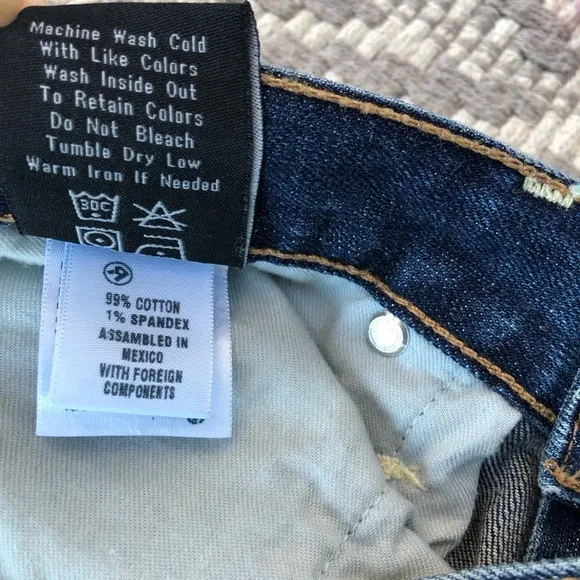 Machine Wash Cold
With Like Colors
Wash Inside Out
To Retain Colors
Do Not Bleach
Tumble Dry Low
Warm Iron If Needed
30C
99% COTTON
1% SPANDEX
ASSEMBLED IN
MEXICO
WITH FOREIGN
COMPONENTS